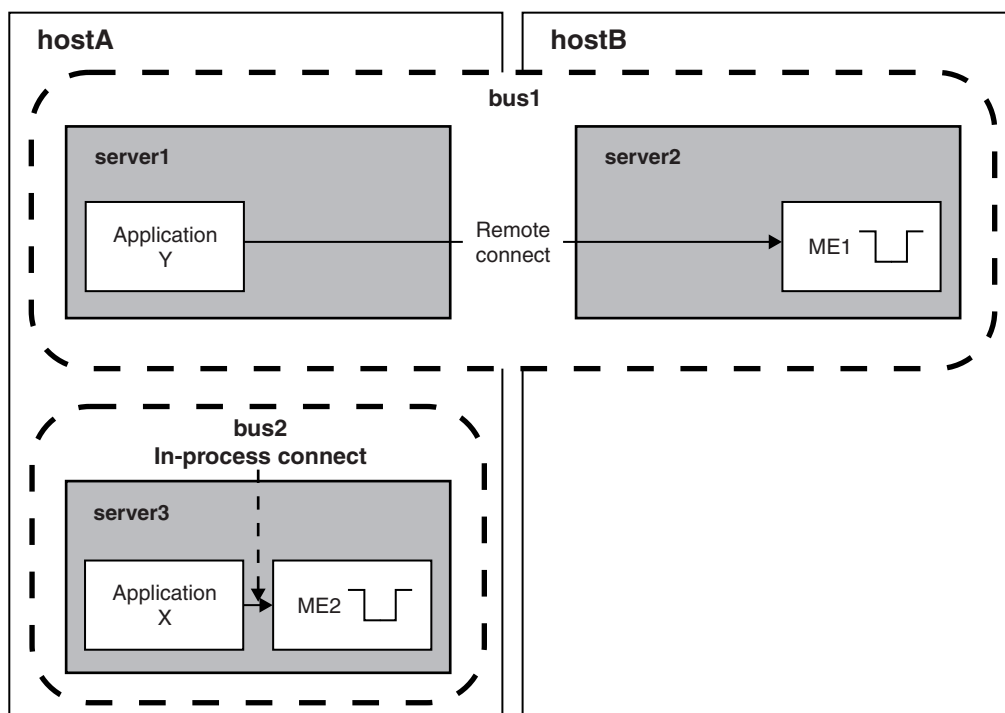 hostA
hostB
bus1
server1
server2
Application
Y
Remote
connect
ME1
bus2
In-process connect
server3
Application
X
ME2